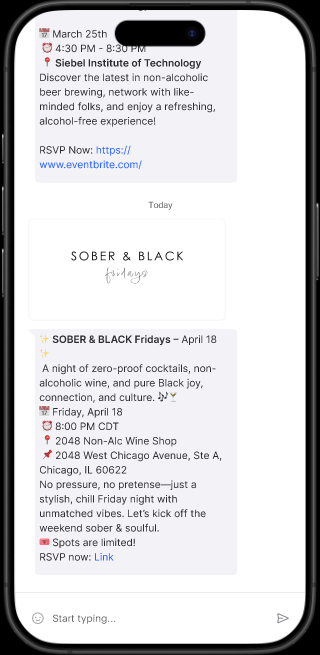 📅 March 25th
⏰ 4:30 PM - 8:30 PM
📍 Siebel Institute of Technology
Discover the latest in non-alcoholic
beer brewing, network with like-
minded folks, and enjoy a refreshing,
alcohol-free experience!
RSVP Now: https://
www.eventbrite.com/
Today
SOBER & BLACK
fridays
✨ SOBER & BLACK Fridays – April 18
✨
A night of zero-proof cocktails, non-
alcoholic wine, and pure Black joy,
connection, and culture. 🎶🍸
📅 Friday, April 18
⏰ 8:00 PM CDT
📍 2048 Non-Alc Wine Shop
📌 2048 West Chicago Avenue, Ste A,
Chicago, IL 60622
No pressure, no pretense—just a
stylish, chill Friday night with
unmatched vibes. Let's kick off the
weekend sober & soulful.
🎟️ Spots are limited!
RSVP now: Link
Start typing...